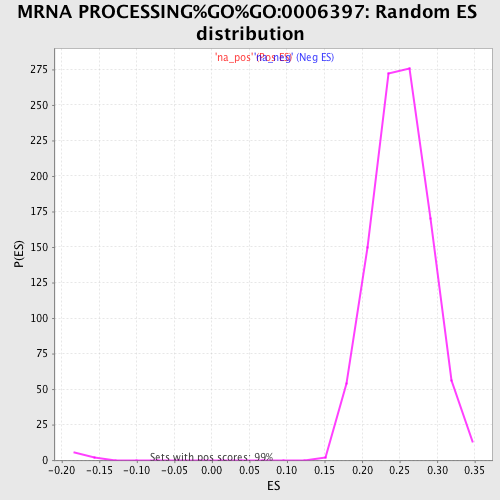 MRNA PROCESSING%GO%GO:0006397: Random ES
distribution
'na_pos' (Pos ES) 'na_neg' (Neg ES)
P(ES)
275
250
225
200
175
150
125
100
75
50
25
0
Sets with pos scores: 99%
-0.20 -0.15 -0.10 -0.05 0.00 0.05 0.10 0.15 0.20 0.25 0.30 0.35
ES